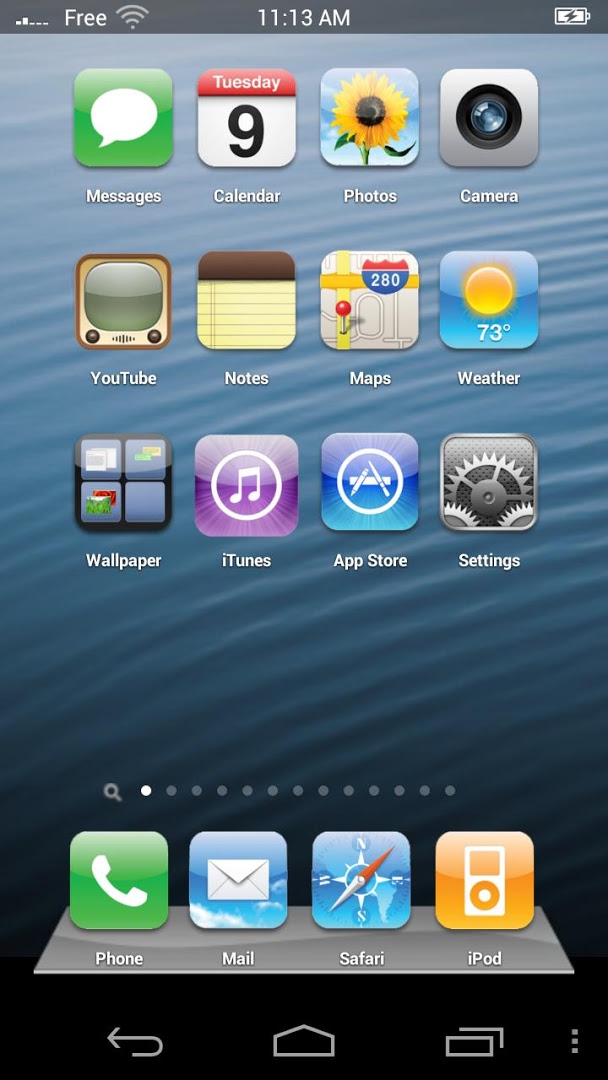 Free 11:13 AM
Tuesday
9
Messages Calendar Photos Camera
280
73°
YouTube Notes Maps Weather
Wallpaper iTunes App Store Settings
N
S
Phone Mail Safari iPod